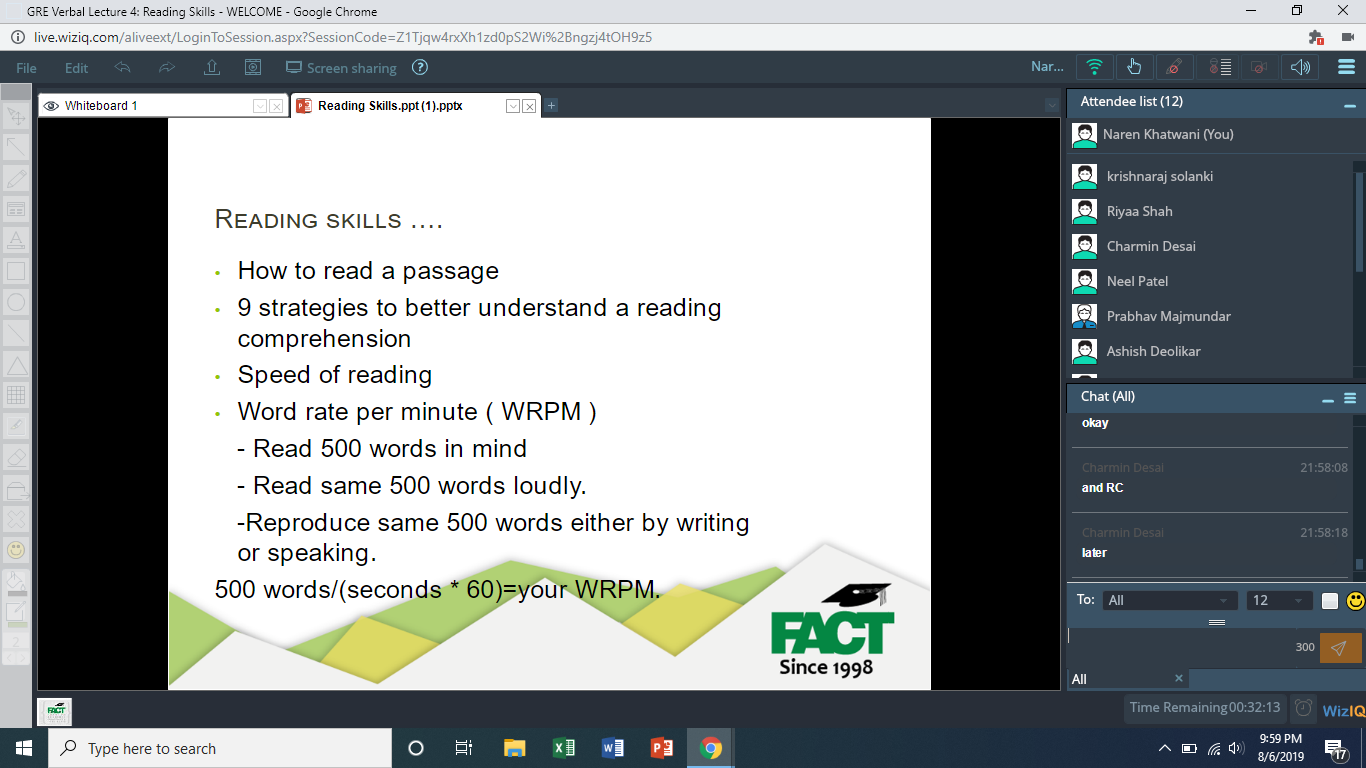 GRE Verbal Lecture 4: Reading Skills - WELCOME - Google Chrome
live.wiziq.com/aliveext/LoginToSession.aspx?SessionCode=Z1Tjqw4rxXh1zd0pS2Wi%2Bngzj4tOH9z5
File Edit Screen sharing ? Nar...
Whiteboard 1 Reading Skills.ppt (1).pptx
READING SKILLS ....
• How to read a passage
• 9 strategies to better understand a reading
comprehension
• Speed of reading
• Word rate per minute ( WRPM )
- Read 500 words in mind
- Read same 500 words loudly.
-Reproduce same 500 words either by writing
or speaking.
500 words/(seconds * 60)=your WRPM.
FACT
Since 1998
Attendee list (12)
Naren Khatwani (You)
krishnaraj solanki
Riyaa Shah
Charmin Desai
Neel Patel
Prabhav Majmundar
Ashish Deolikar
Chat (All)
okay
Charmin Desai 21:58:08
and RC
Charmin Desai 21:58:18
later
To: All 12
300
All
2
FACT
Time Remaining00:32:13
WizIQ
Type here to search
9:59 PM
8/6/2019
17